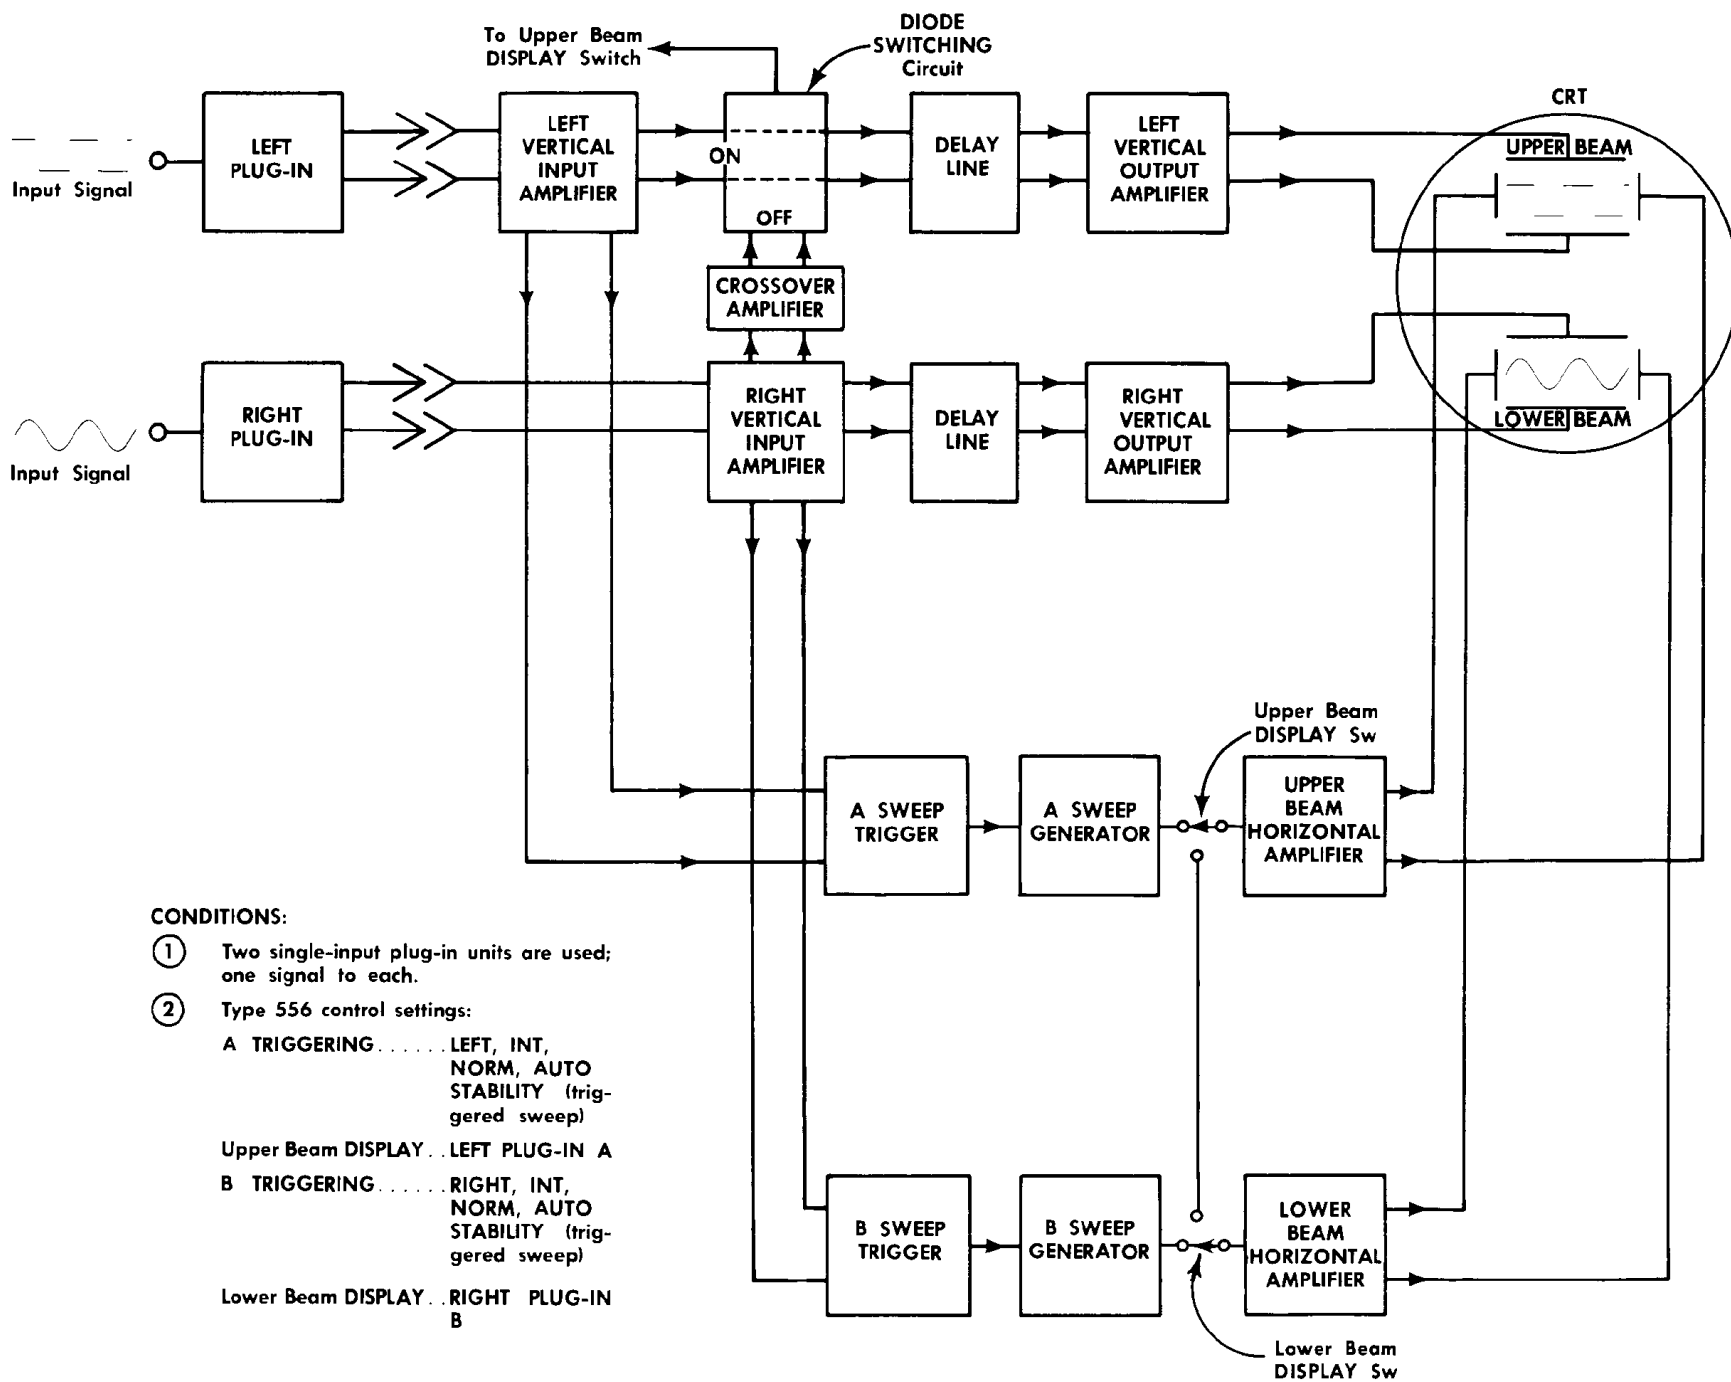 To Upper Beam
DISPLAY Switch
DIODE
SWITCHING
Circuit
CRT
Input Signal
LEFT
PLUG-IN
LEFT
VERTICAL
INPUT
AMPLIFIER
ON
OFF
DELAY
LINE
LEFT
VERTICAL
OUTPUT
AMPLIFIER
UPPER BEAM
CROSSOVER
AMPLIFIER
Input Signal
RIGHT
PLUG-IN
RIGHT
VERTICAL
INPUT
AMPLIFIER
DELAY
LINE
RIGHT
VERTICAL
OUTPUT
AMPLIFIER
LOWER BEAM
Upper Beam
DISPLAY Sw
A SWEEP
TRIGGER
A SWEEP
GENERATOR
UPPER
BEAM
HORIZONTAL
AMPLIFIER
CONDITIONS:
1 Two single-input plug-in units are used;
one signal to each.
2 Type 556 control settings:
A TRIGGERING . . . . . . LEFT, INT,
NORM, AUTO
STABILITY (trig-
gered sweep)
Upper Beam DISPLAY . . LEFT PLUG-IN A
B TRIGGERING . . . . . . RIGHT, INT,
NORM, AUTO
STABILITY (trig-
gered sweep)
Lower Beam DISPLAY . . RIGHT PLUG-IN
B
B SWEEP
TRIGGER
B SWEEP
GENERATOR
LOWER
BEAM
HORIZONTAL
AMPLIFIER
Lower Beam
DISPLAY Sw